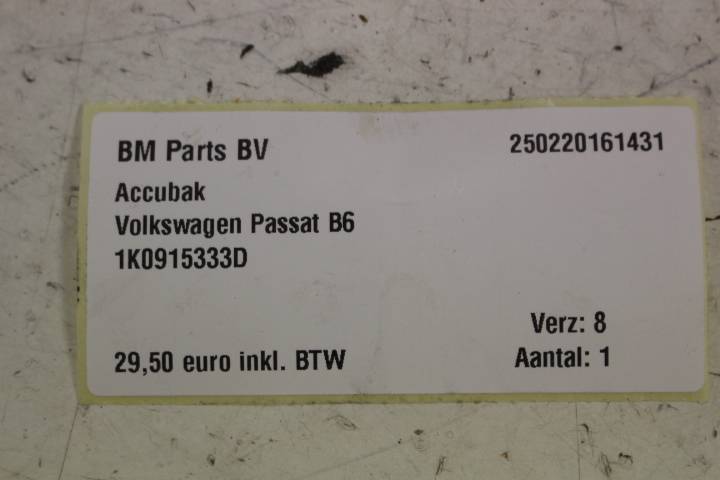 BM Parts BV 250220161431
Accubak
Volkswagen Passat B6
1K0915333D
Verz: 8
29,50 euro inkl. BTW Aantal: 1